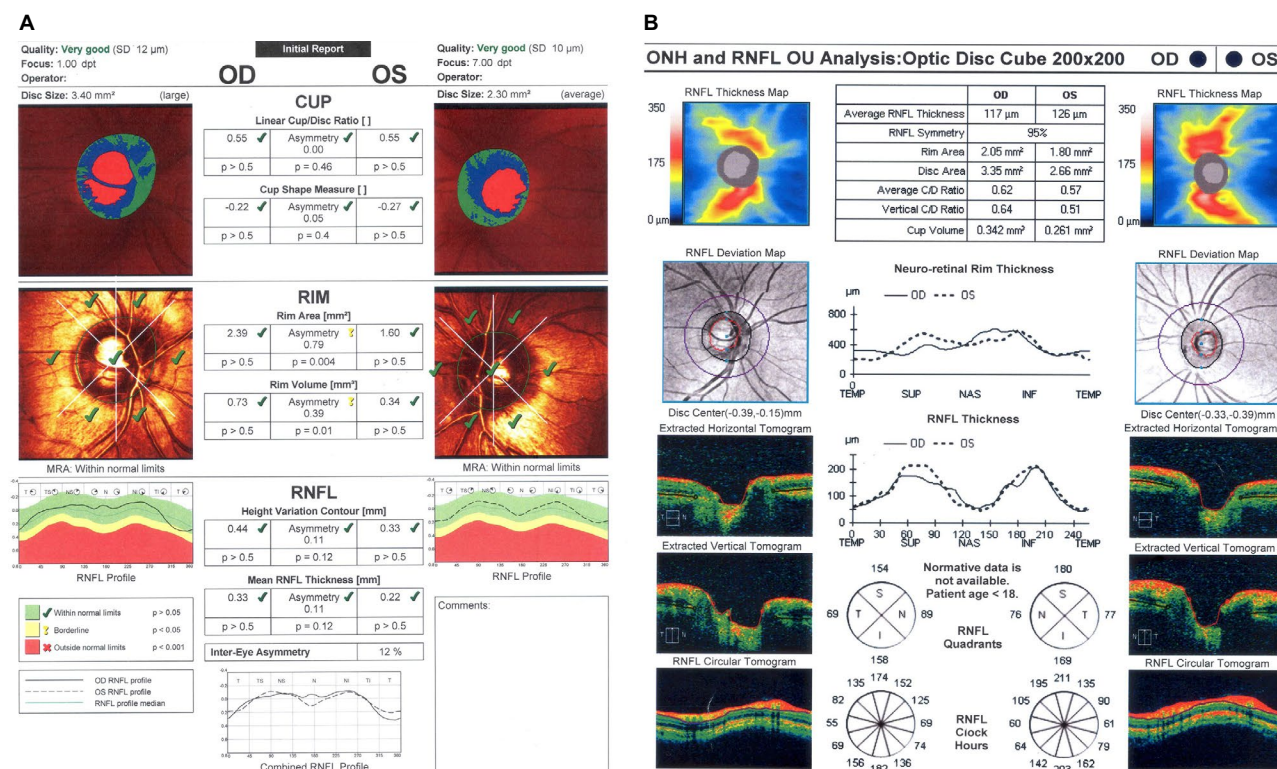 A
Quality: Very good (SD 12 µm)
Focus: 1.00 dpt
Operator:
Initial Report
Quality: Very good (SD 10 µm)
Focus: 7.00 dpt
Operator:
OD OS
Disc Size: 3.40 mm² (large)
Disc Size: 2.30 mm² (average)
CUP
Linear Cup/Disc Ratio [ ]
0.55 Asymmetry 0.55
0.00
p > 0.5 p = 0.46 p > 0.5
Cup Shape Measure [ ]
-0.22 Asymmetry -0.27
0.05
p > 0.5 p = 0.4 p > 0.5
RIM
Rim Area [mm²]
2.39 Asymmetry 1.60
0.79
p > 0.5 p = 0.004 p > 0.5
Rim Volume [mm³]
0.73 Asymmetry 0.34
0.39
p > 0.5 p = 0.01 p > 0.5
MRA: Within normal limits
MRA: Within normal limits
RNFL
Height Variation Contour [mm]
0.44 Asymmetry 0.33
0.11
p > 0.5 p = 0.12 p > 0.5
RNFL Profile
RNFL Profile
Mean RNFL Thickness [mm]
0.33 Asymmetry 0.22
0.11
p > 0.5 p = 0.12 p > 0.5
Inter-Eye Asymmetry 12 %
Within normal limits p > 0.05
Borderline p < 0.05
Outside normal limits p < 0.001
OD RNFL profile
OS RNFL profile
RNFL profile median
T TS NS N NI TI T
Combined RNFL Profile
Comments:
B
ONH and RNFL OU Analysis:Optic Disc Cube 200x200 OD OS
RNFL Thickness Map
350
175
0 µm
OD OS
Average RNFL Thickness 117 µm 126 µm
RNFL Symmetry 95%
Rim Area 2.05 mm² 1.80 mm²
Disc Area 3.35 mm² 2.66 mm²
Average C/D Ratio 0.62 0.57
Vertical C/D Ratio 0.64 0.51
Cup Volume 0.342 mm³ 0.261 mm³
RNFL Thickness Map
350
175
0 µm
RNFL Deviation Map
Disc Center(-0.39,-0.15)mm
Neuro-retinal Rim Thickness
µm OD OS
800
400
0
TEMP SUP NAS INF TEMP
RNFL Deviation Map
Disc Center(-0.33,-0.39)mm
Extracted Horizontal Tomogram
RNFL Thickness
µm OD OS
200
100
0
0 30 60 90 120 150 180 210 240
TEMP SUP NAS INF TEMP
Extracted Horizontal Tomogram
Extracted Vertical Tomogram
Extracted Vertical Tomogram
Normative data is
not available.
Patient age < 18.
154
69 S T N I 89
158
RNFL
Quadrants
180
76 S N T I 77
169
RNFL Circular Tomogram
RNFL Circular Tomogram
135 174 152
82 125
55 69
69 74
156 182 136
RNFL
Clock
Hours
195 211 135
105 90
60 61
64 79
142 203 162